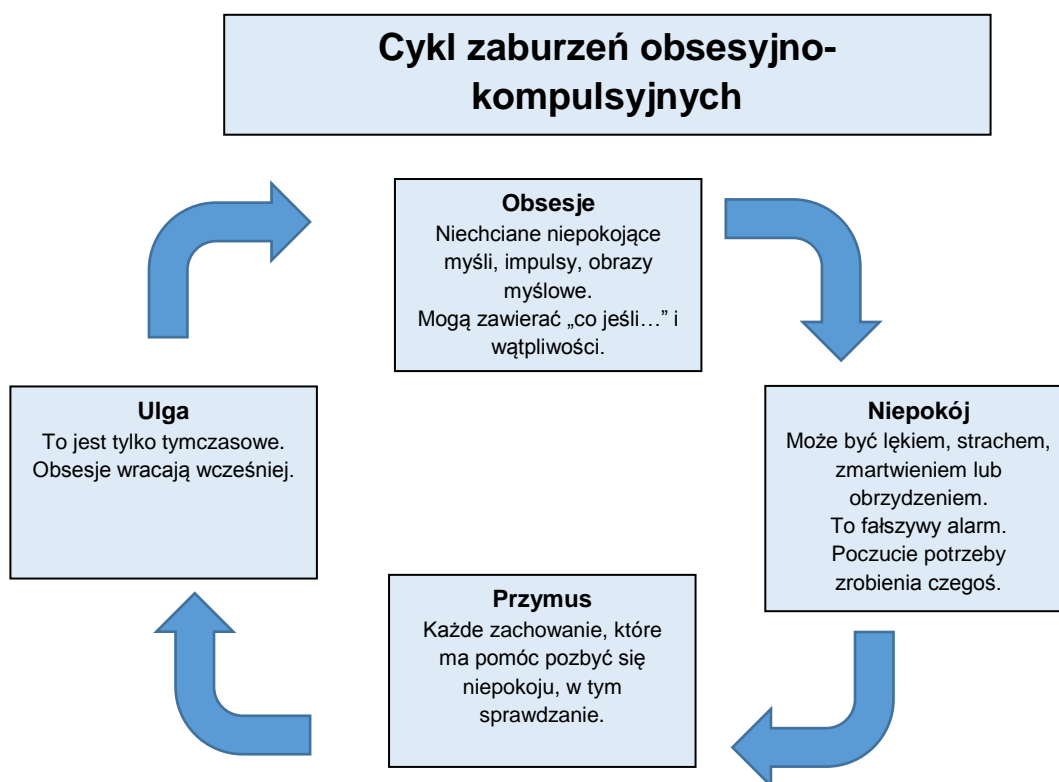 Cykl zaburzeń obsesyjno-
kompulsyjnych
Obsesje
Niechciane niepokojące
myśli, impulsy, obrazy
myślowe.
Mogą zawierać „co jeśli…” i
wątpliwości.
Niepokój
Może być lękiem, strachem,
zmartwieniem lub
obrzydzeniem.
To fałszywy alarm.
Poczucie potrzeby
zrobienia czegoś.
Przymus
Każde zachowanie, które
ma pomóc pozbyć się
niepokoju, w tym
sprawdzanie.
Ulga
To jest tylko tymczasowe.
Obsesje wracają wcześniej.